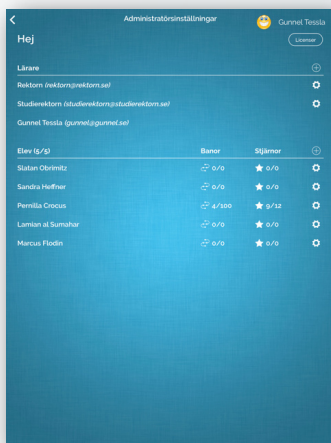 Administratörsinställningar
Gunnel Tessla
Hej
Licenser
Lärare
Rektorn (rektorn@rektorn.se)
Studierektorn (studierektorn@studierektorn.se)
Gunnel Tessla (gunnel@gunnel.se)
Elev (5/5) Banor Stjärnor
Slatan Obrimitz 0/0 0/0
Sandra Heffner 0/0 0/0
Pernilla Crocus 4/100 9/12
Lamian al Sumahar 0/0 0/0
Marcus Flodin 0/0 0/0